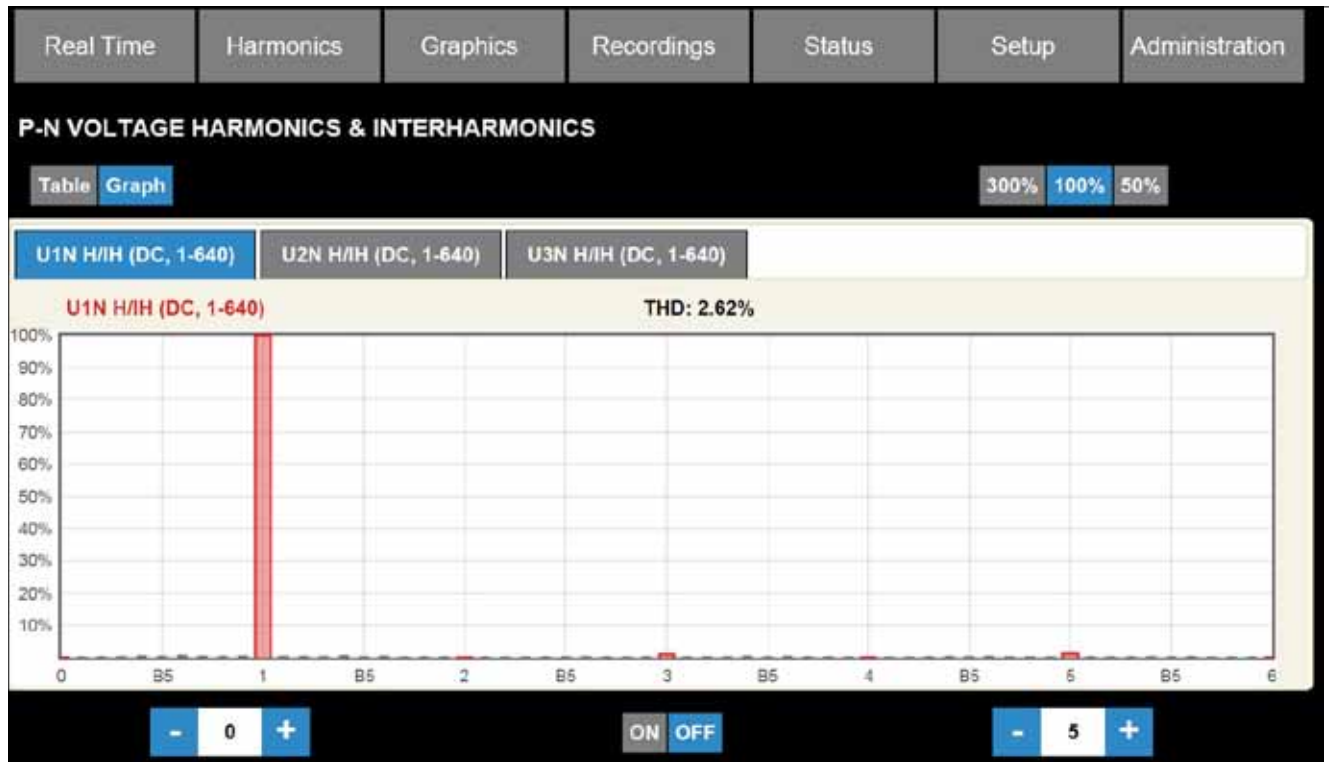 Real Time Harmonics Graphics Recordings Status Setup Administration
P-N VOLTAGE HARMONICS & INTERHARMONICS
Table Graph 300% 100% 50%
U1N H/IH (DC, 1-640) U2N H/IH (DC, 1-640) U3N H/IH (DC, 1-640)
U1N H/IH (DC, 1-640) THD: 2.62%
100%
90%
80%
70%
60%
50%
40%
30%
20%
10%
0 B5 1 B5 2 B5 3 B5 4 B5 5 B5 6
- 0 + ON OFF - 5 +